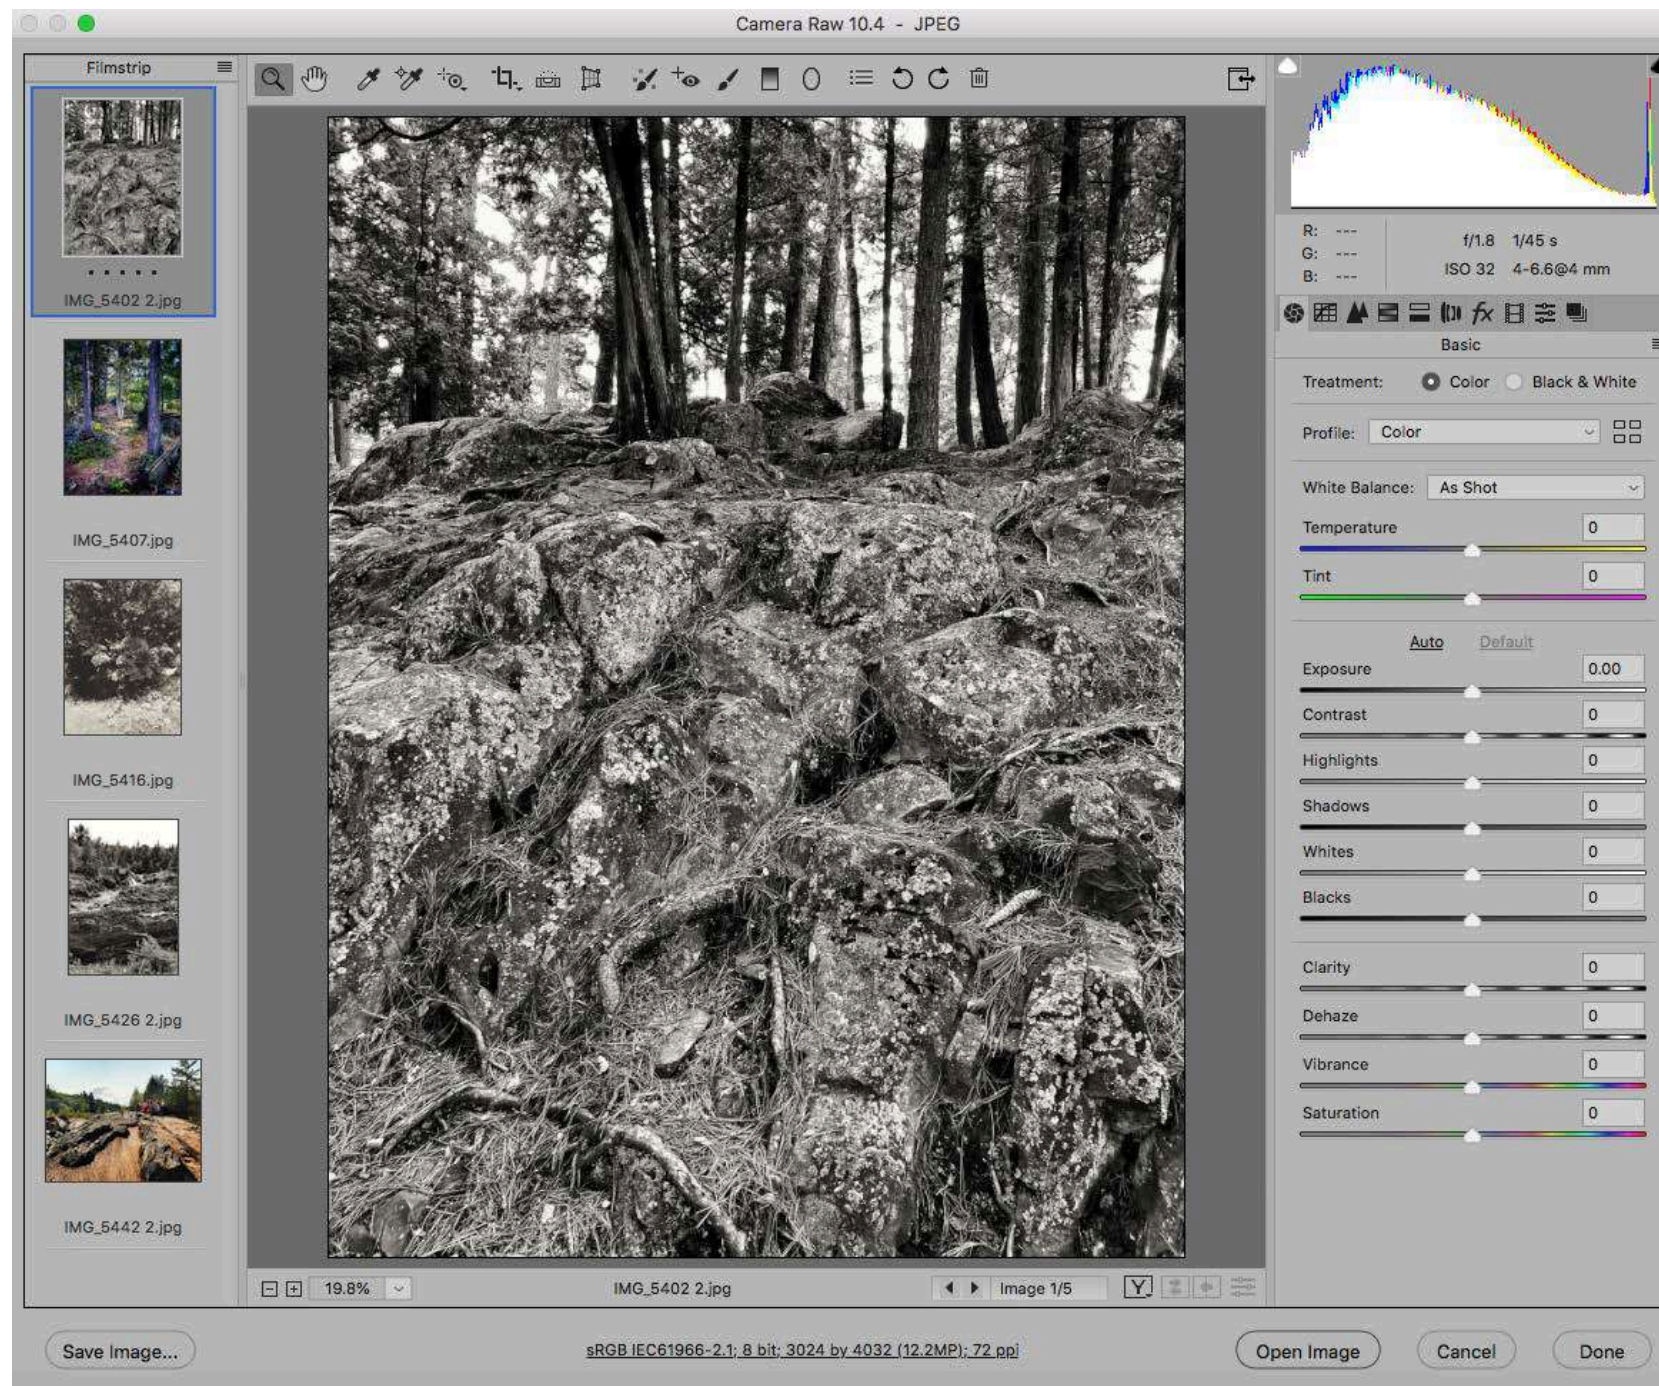 Camera Raw 10.4 - JPEG
Filmstrip
IMG_5402 2.jpg
IMG_5407.jpg
IMG_5416.jpg
IMG_5426 2.jpg
IMG_5442 2.jpg
R: ---
G: ---
B: ---
f/1.8 1/45 s
ISO 32 4-6.6@4 mm
fx
Basic
Treatment: Color Black & White
Profile: Color
White Balance: As Shot
Temperature 0
Tint 0
Auto Default
Exposure 0.00
Contrast 0
Highlights 0
Shadows 0
Whites 0
Blacks 0
Clarity 0
Dehaze 0
Vibrance 0
Saturation 0
19.8% IMG_5402 2.jpg Image 1/5 Y
Save Image... sRGB IEC61966-2.1; 8 bit; 3024 by 4032 (12.2MP); 72 ppi Open Image Cancel Done